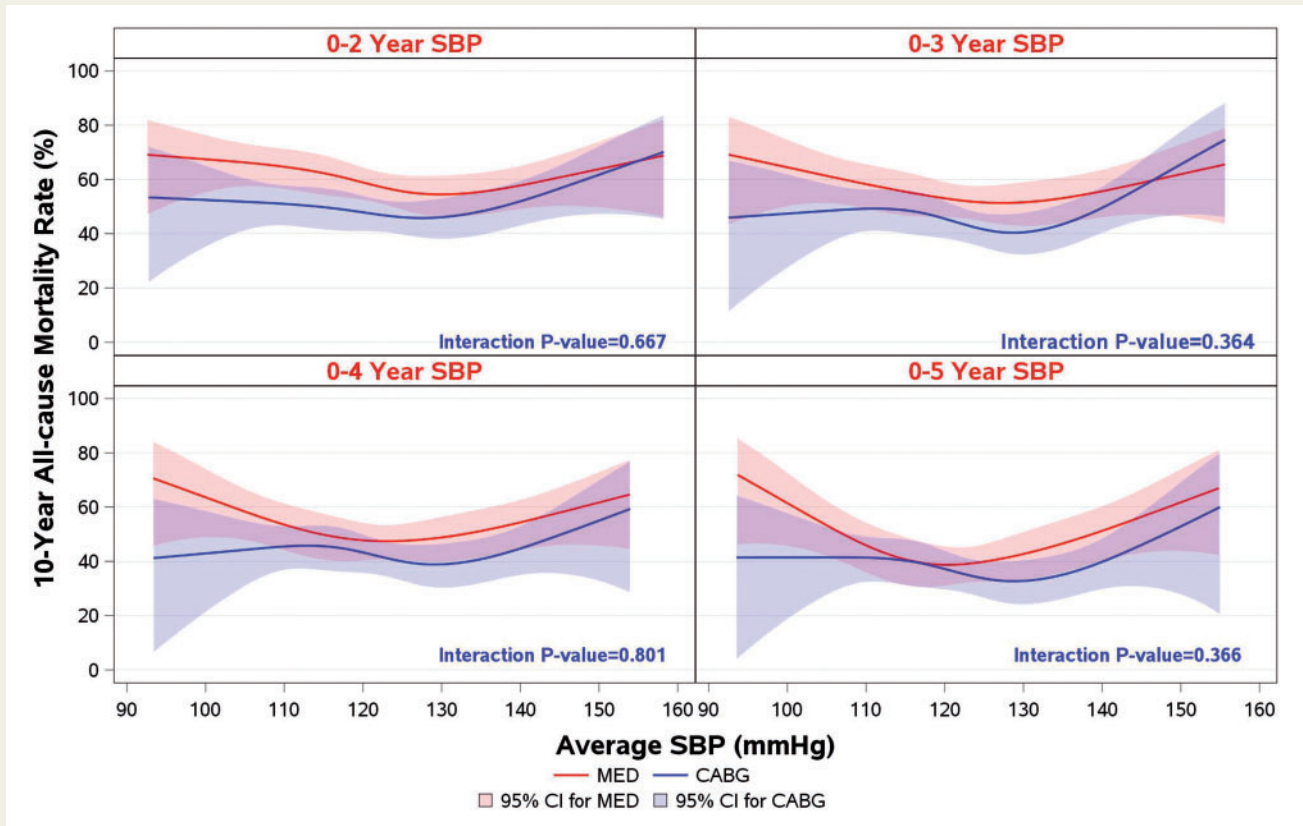 10-Year All-cause Mortality Rate (%)
0-2 Year SBP
0-3 Year SBP
100
80
60
40
20
0
Interaction P-value=0.667
Interaction P-value=0.364
0-4 Year SBP
0-5 Year SBP
100
80
60
40
20
0
Interaction P-value=0.801
Interaction P-value=0.366
90 100 110 120 130 140 150 160 90 100 110 120 130 140 150 160
Average SBP (mmHg)
MED CABG
95% CI for MED 95% CI for CABG